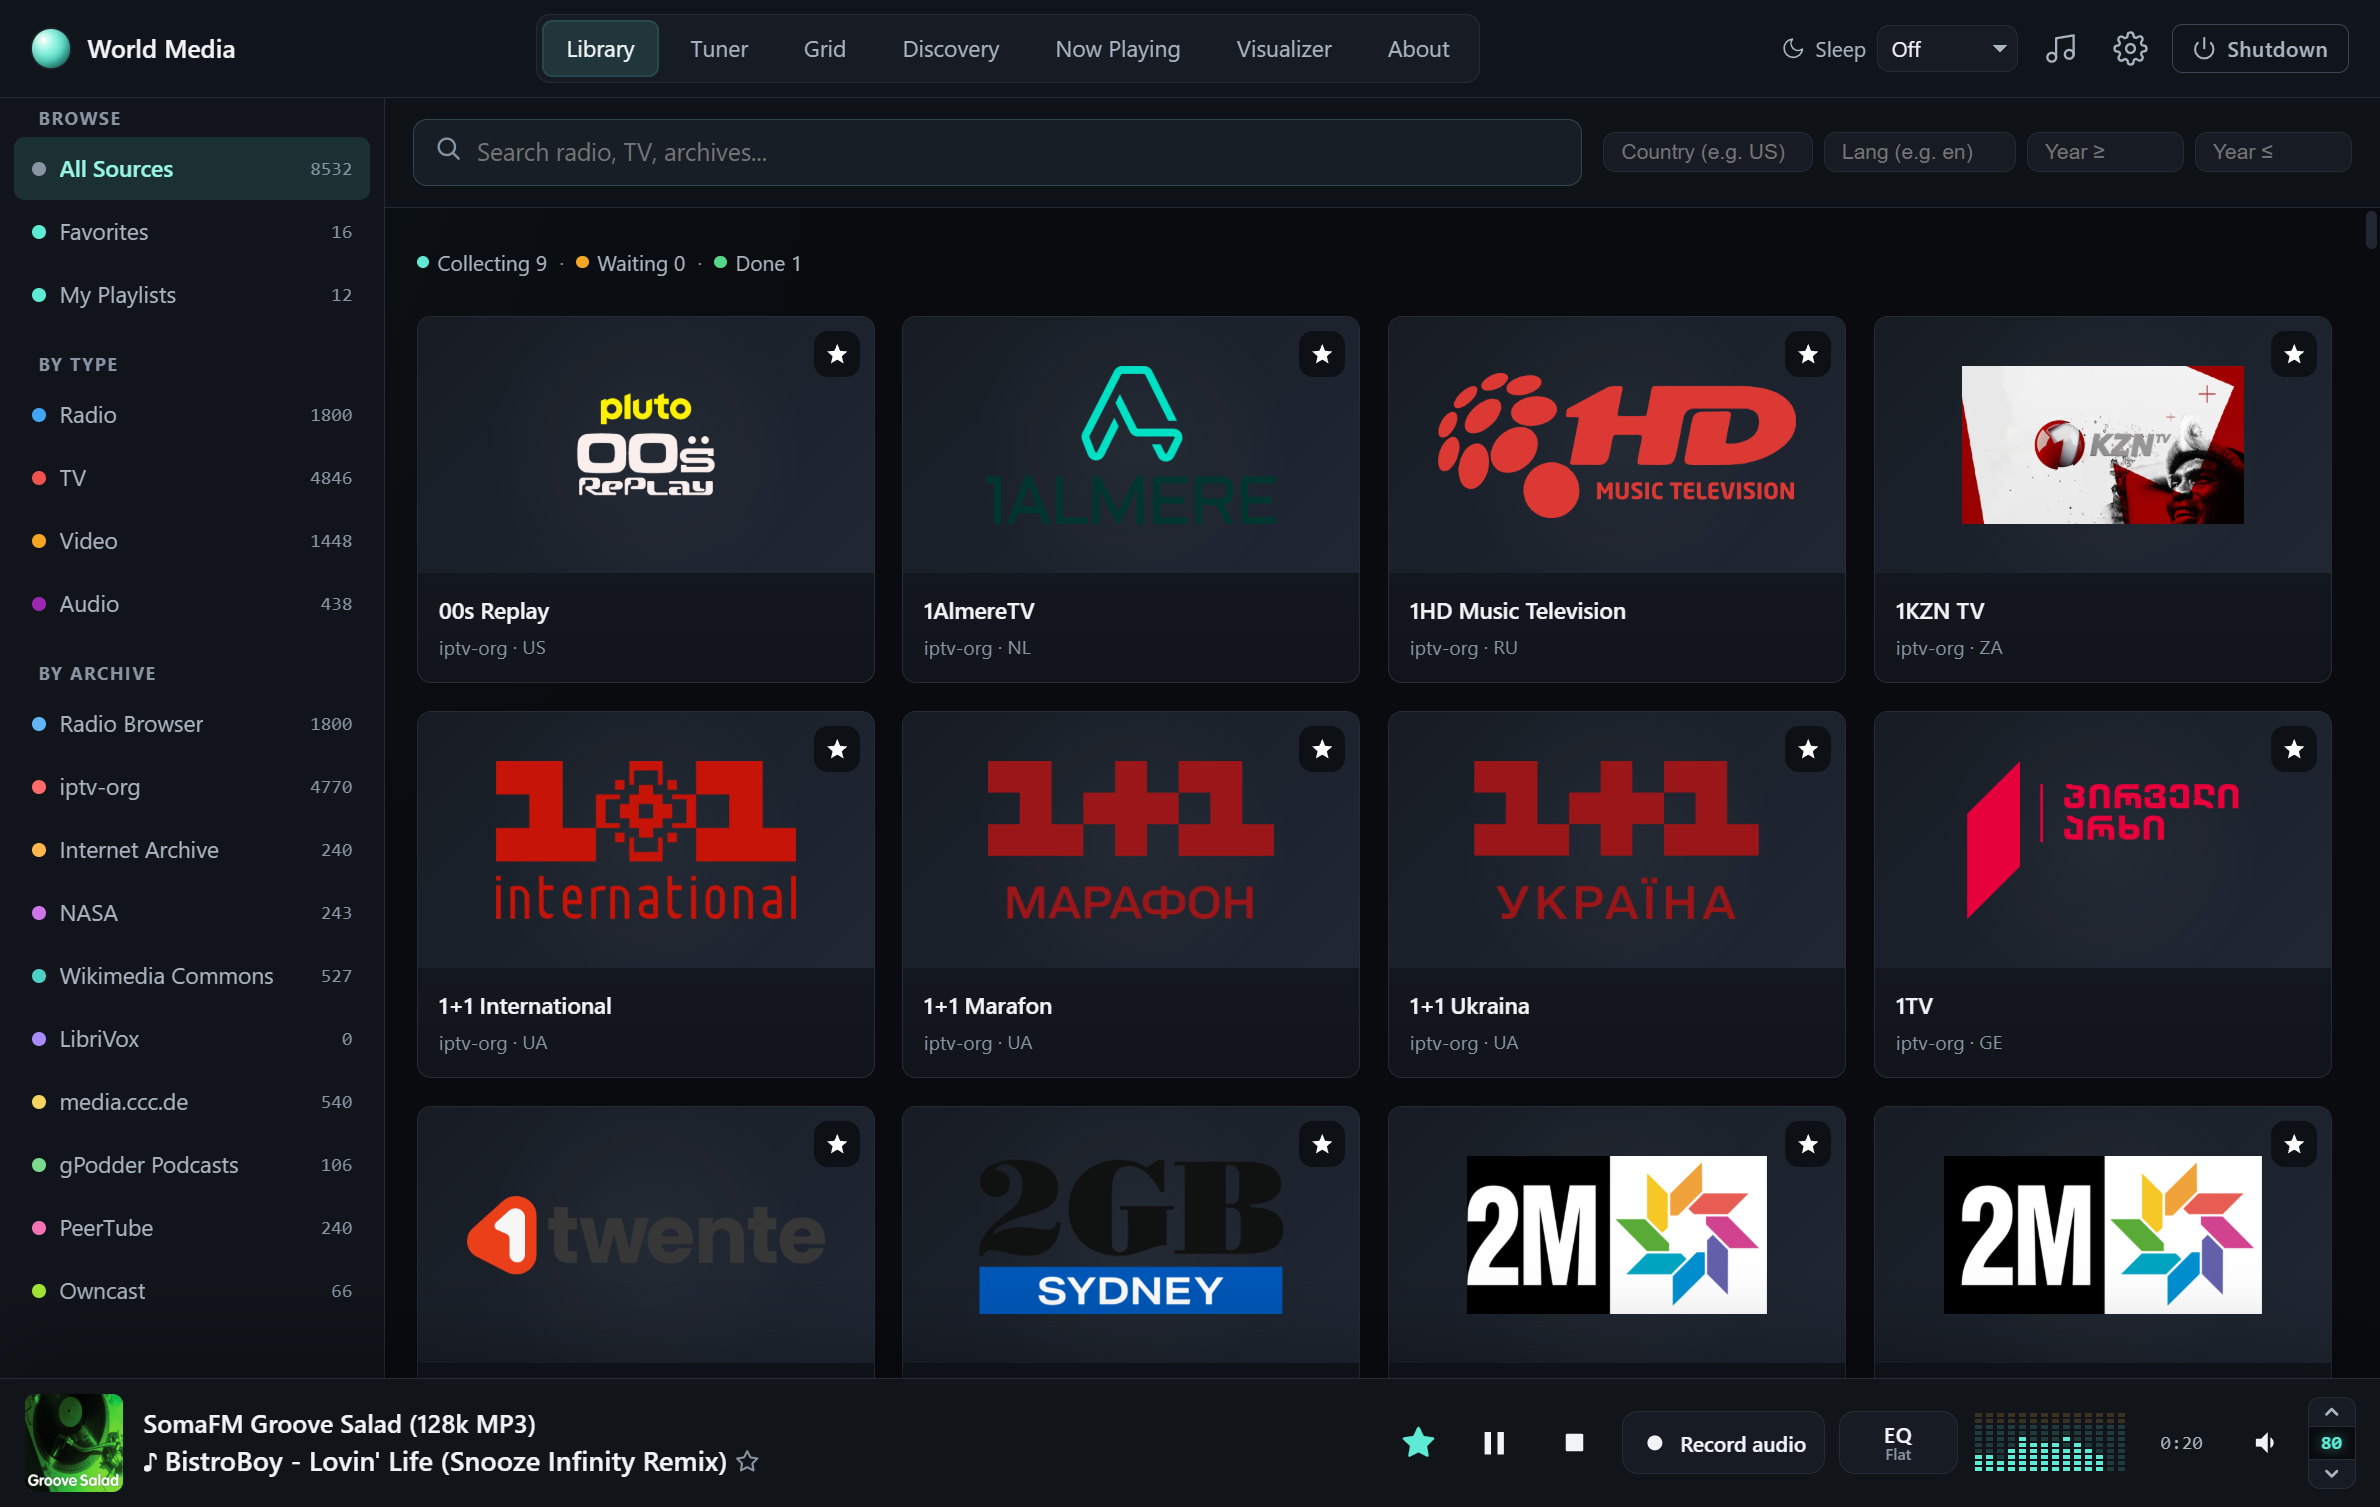 World Media
Library
Tuner
Grid
Discovery
Now Playing
Visualizer
About
Sleep
Off
Shutdown
BROWSE
All Sources 8532
Favorites 16
My Playlists 12
BY TYPE
Radio 1800
TV 4846
Video 1448
Audio 438
BY ARCHIVE
Radio Browser 1800
iptv-org 4770
Internet Archive 240
NASA 243
Wikimedia Commons 527
LibriVox 0
media.ccc.de 540
gPodder Podcasts 106
PeerTube 240
Owncast 66
Search radio, TV, archives...
Country (e.g. US)
Lang (e.g. en)
Year ≥
Year ≤
Collecting 9 · Waiting 0 · Done 1
pluto
00s
RePLay
00s Replay
iptv-org · US
1ALMERE
1AlmereTV
iptv-org · NL
1HD
MUSIC TELEVISION
1HD Music Television
iptv-org · RU
1 KZN TV
1KZN TV
iptv-org · ZA
1+1
international
1+1 International
iptv-org · UA
1+1
МАРАФОН
1+1 Marafon
iptv-org · UA
1+1
УКРАЇНА
1+1 Ukraina
iptv-org · UA
პირველი
არხი
1TV
iptv-org · GE
1twente
2GB
SYDNEY
2M
2M
Groove Salad
SomaFM Groove Salad (128k MP3)
♪ BistroBoy - Lovin' Life (Snooze Infinity Remix)
Record audio
EQ
Flat
0:20
80